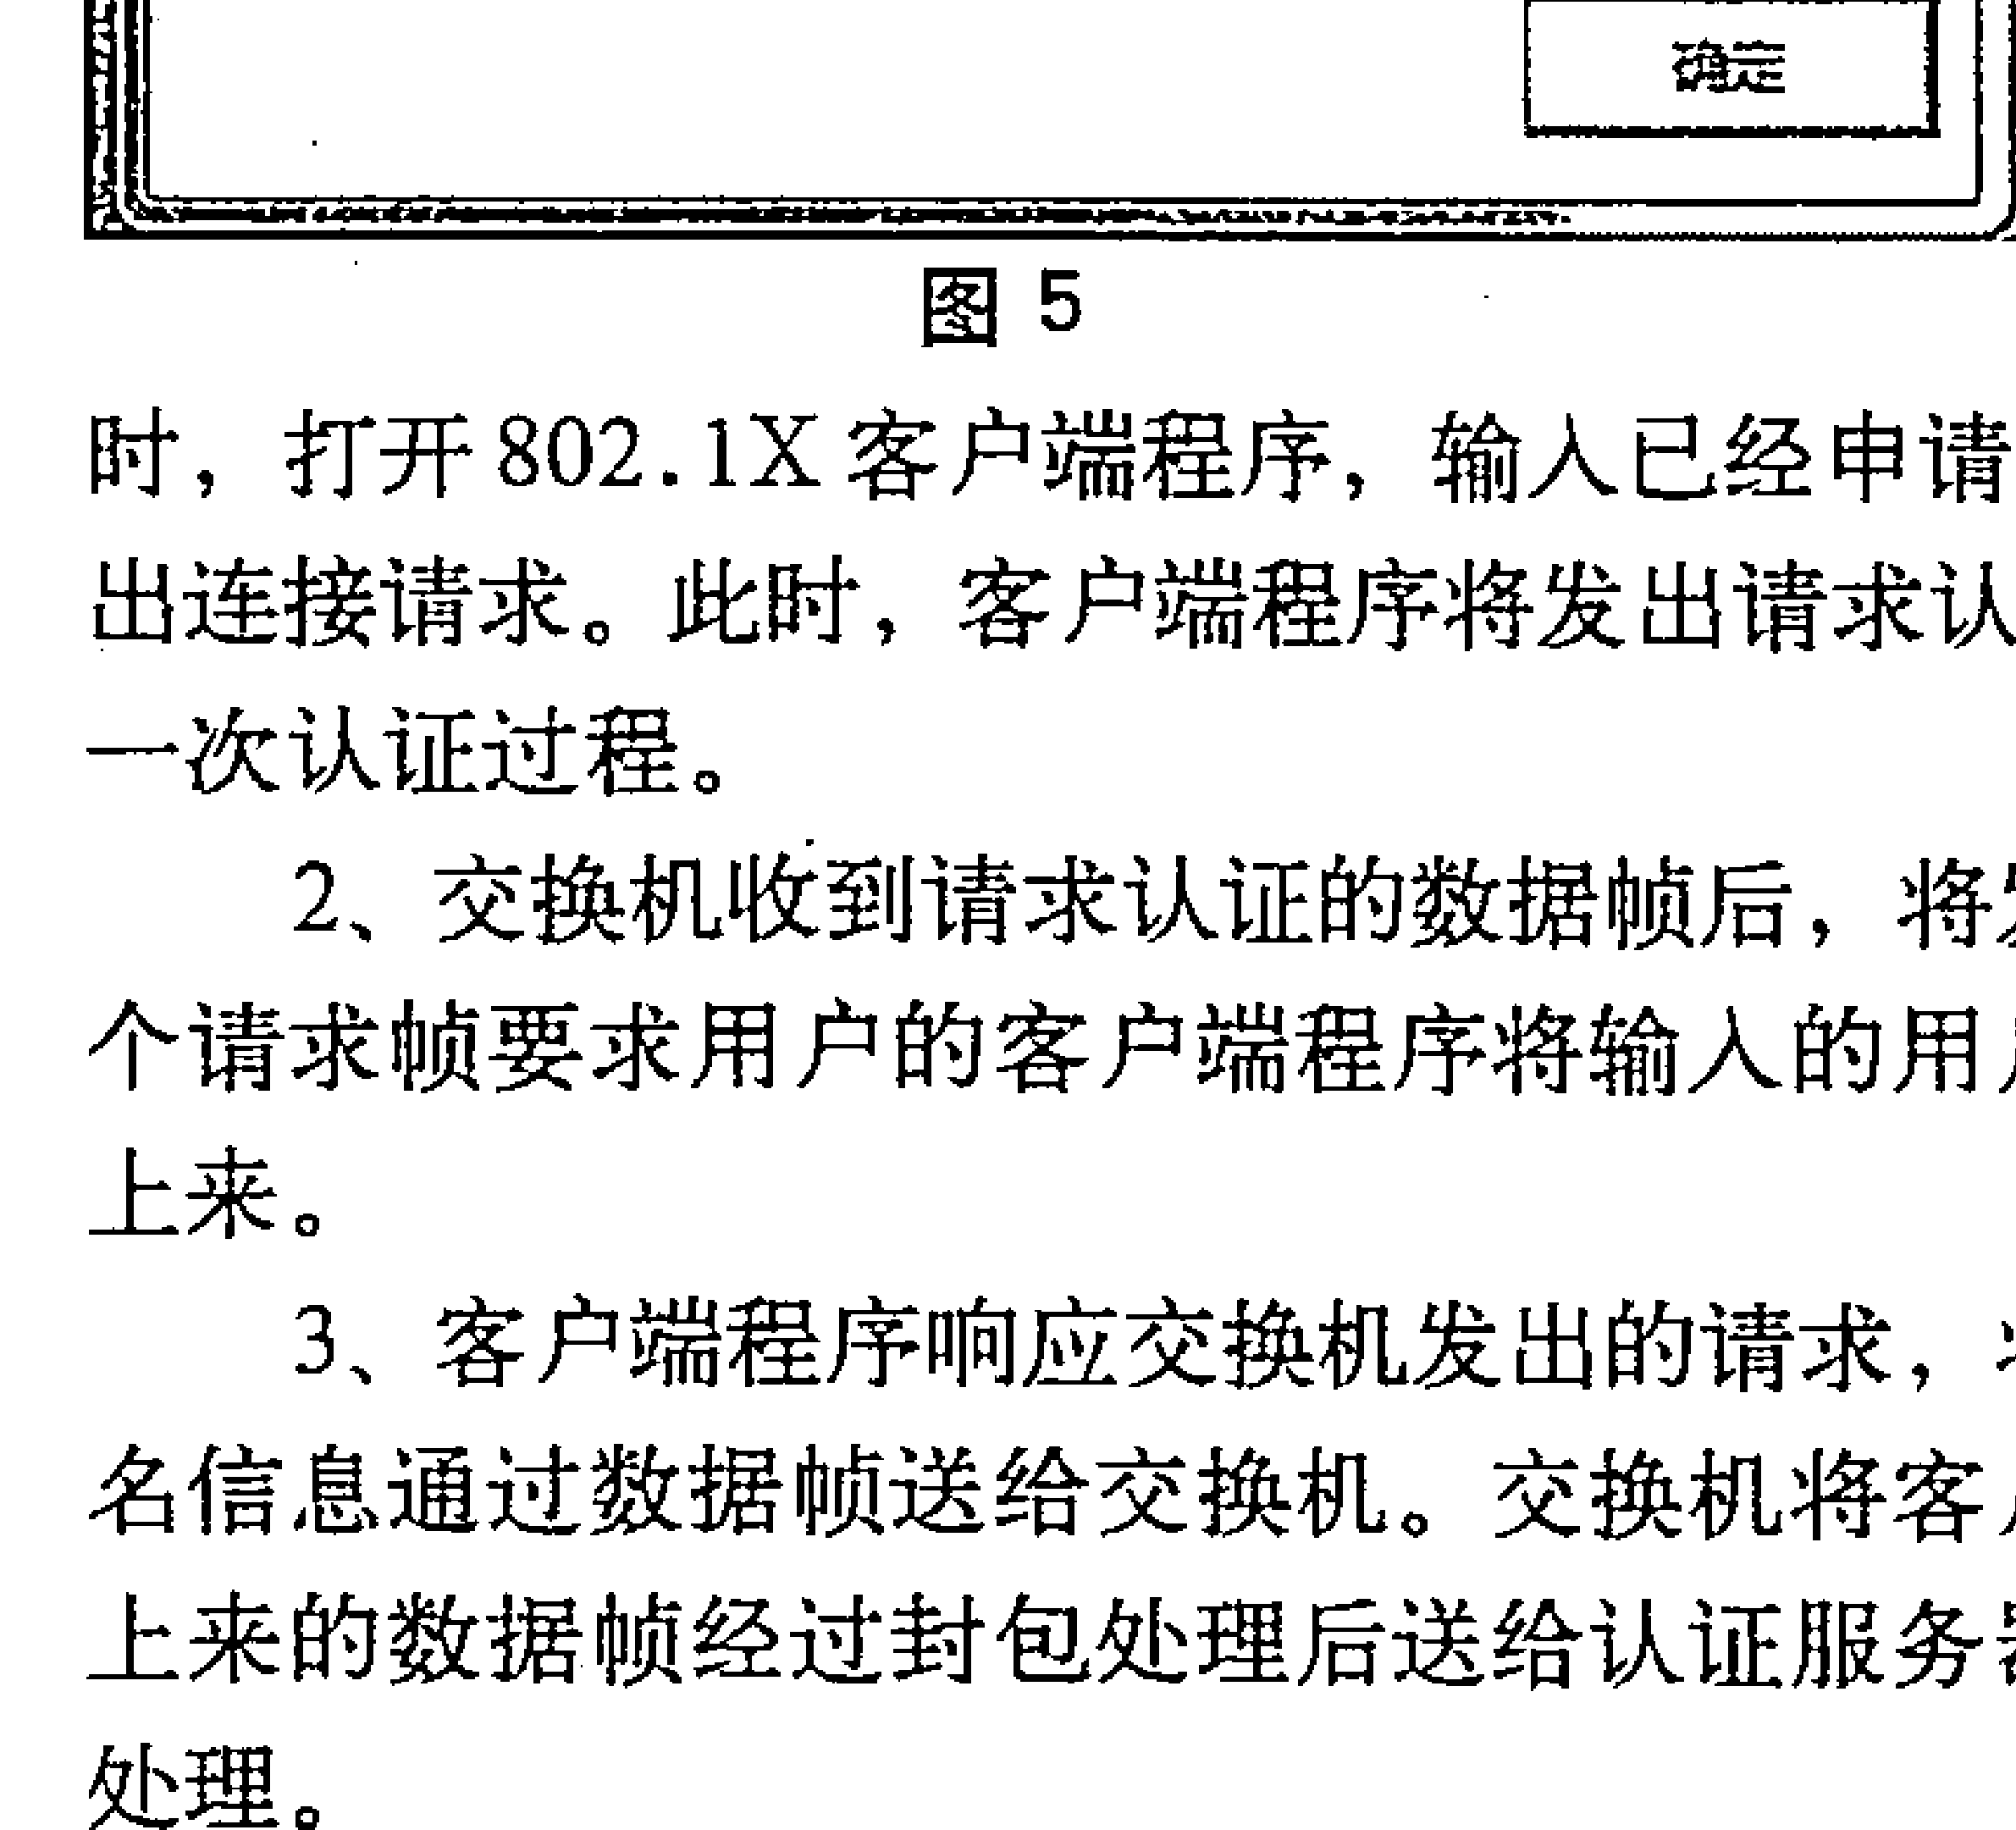 确定
图 5
时，打开802.1X客户端程序，输入已经申请
出连接请求。此时，客户端程序将发出请求认
一次认证过程。
2、交换机收到请求认证的数据帧后，将
个请求帧要求用户的客户端程序将输入的用
上来。
3、客户端程序响应交换机发出的请求，
名信息通过数据帧送给交换机。交换机将客
上来的数据帧经过封包处理后送给认证服务
处理。